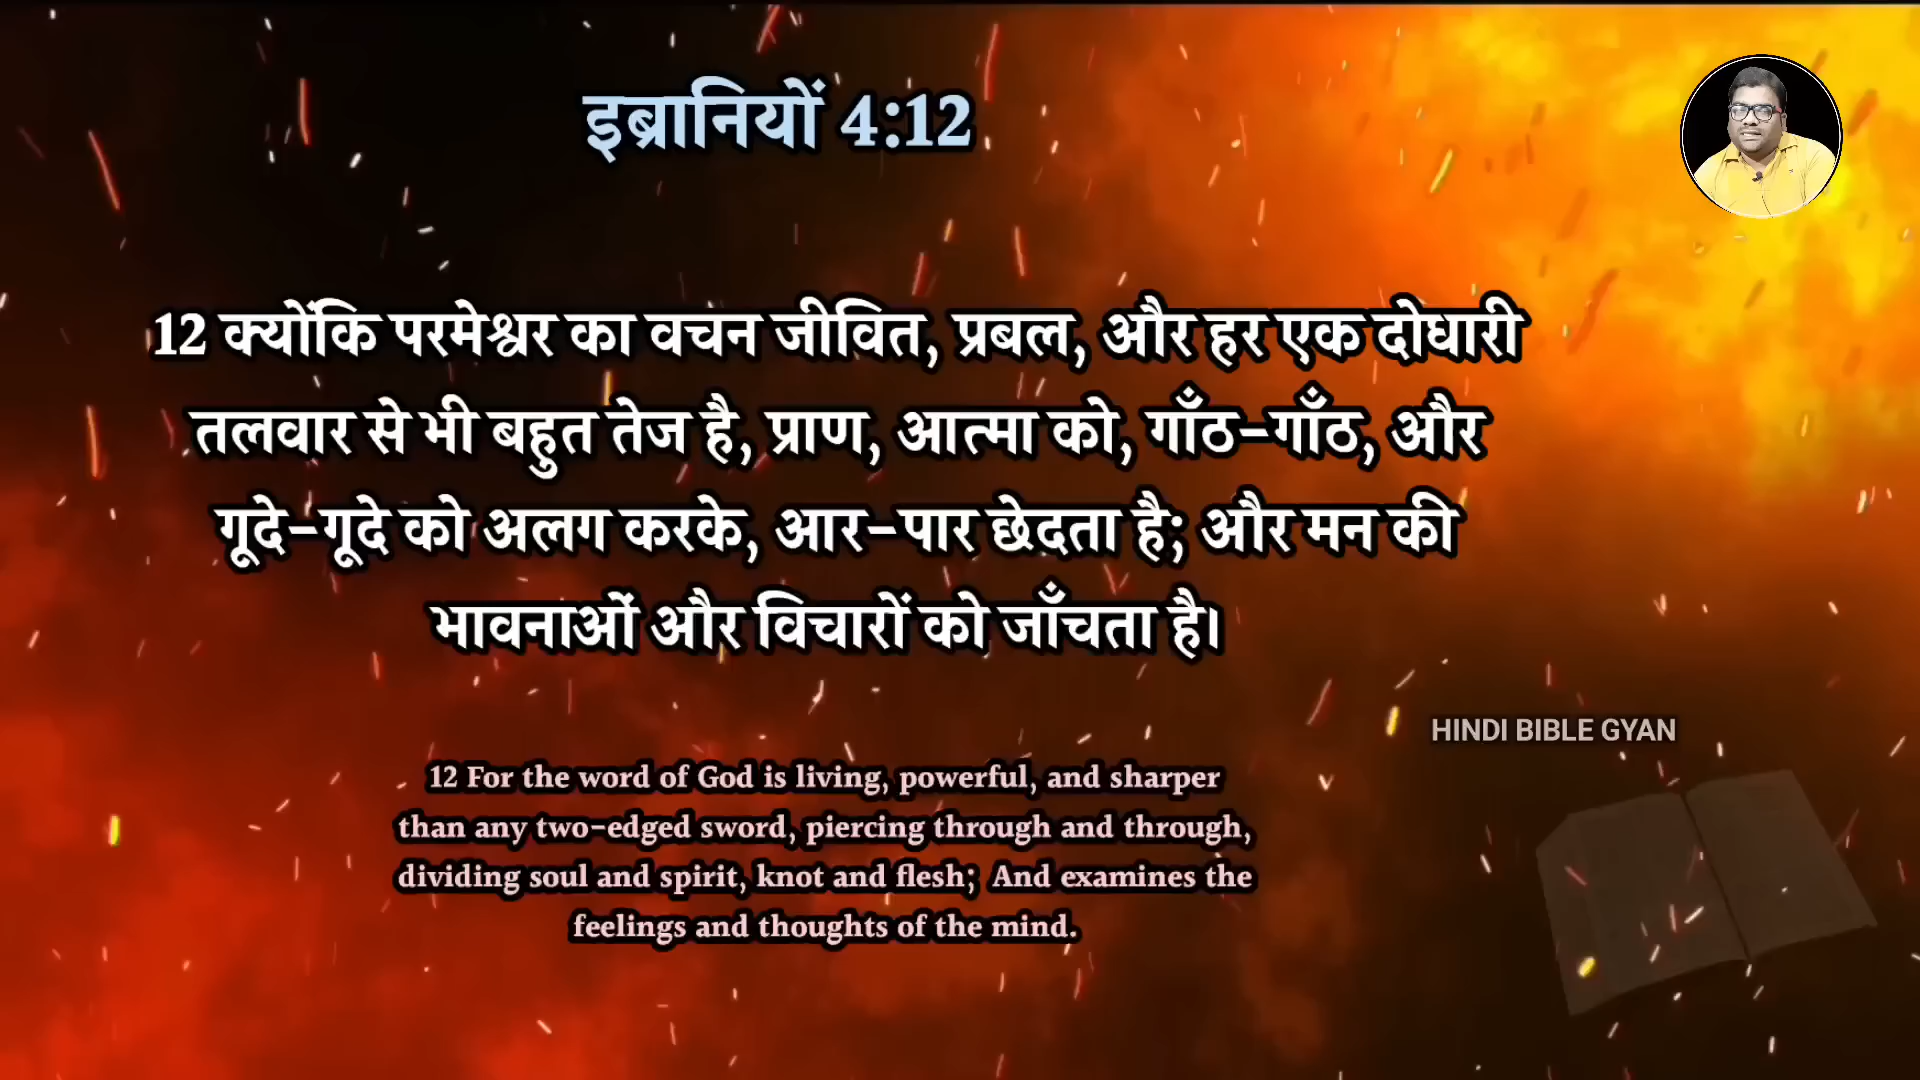 इब्रानियों 4:12
12 क्योंकि परमेश्वर का वचन जीवित, प्रबल, और हर एक दोधारी
तलवार से भी बहुत तेज है, प्राण, आत्मा को, गाँठ-गाँठ, और
गूदे-गूदे को अलग करके, आर-पार छेदता है; और मन की
भावनाओं और विचारों को जाँचता है।
HINDI BIBLE GYAN
12 For the word of God is living, powerful, and sharper
than any two-edged sword, piercing through and through,
dividing soul and spirit, knot and flesh; And examines the
feelings and thoughts of the mind.